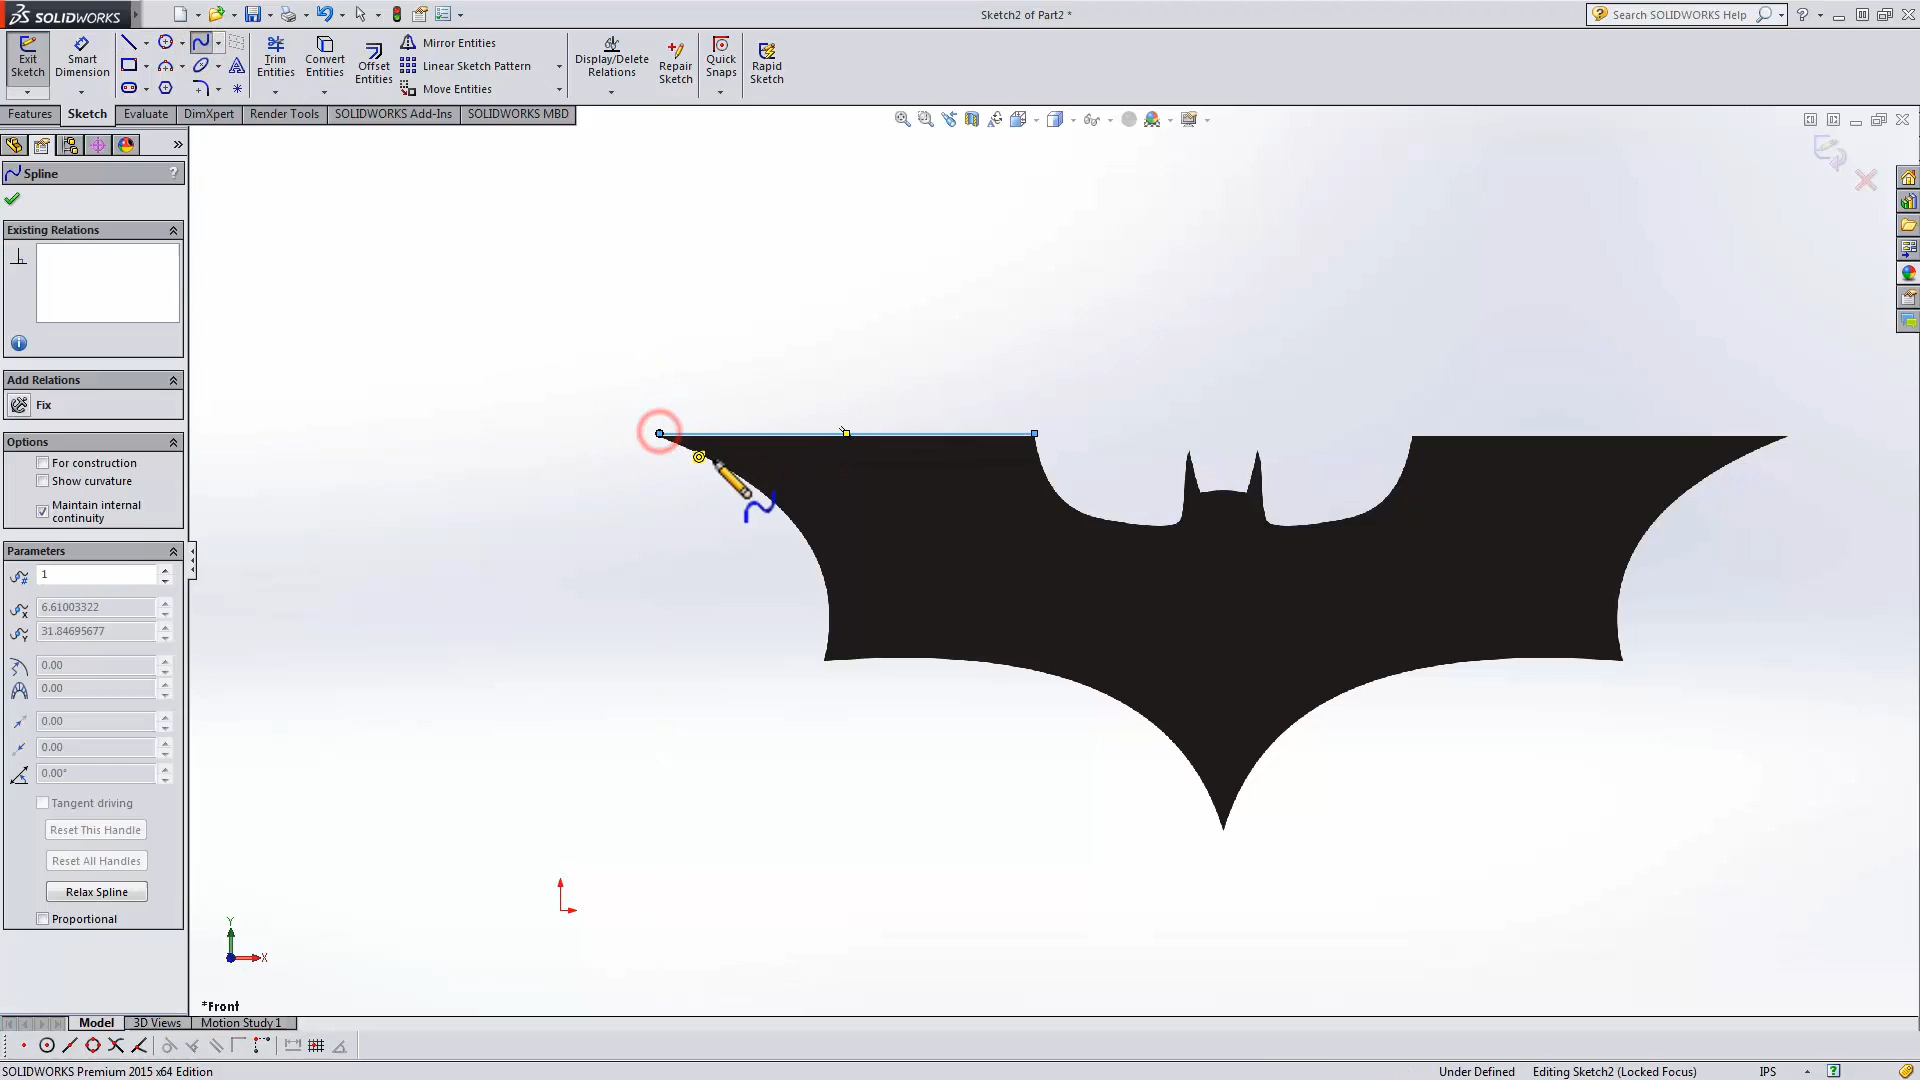 SOLIDWORKS
Sketch2 of Part2 *
Search SOLIDWORKS Help
Exit Sketch
Smart Dimension
Trim Entities
Convert Entities
Offset Entities
Mirror Entities
Linear Sketch Pattern
Move Entities
Display/Delete Relations
Repair Sketch
Quick Snaps
Rapid Sketch
Features
Sketch
Evaluate
DimXpert
Render Tools
SOLIDWORKS Add-Ins
SOLIDWORKS MBD
Spline
?
Existing Relations
Add Relations
Fix
Options
For construction
Show curvature
Maintain internal continuity
Parameters
1
6.61003322
31.84695677
0.00
0.00
0.00
0.00
0.00°
Tangent driving
Reset This Handle
Reset All Handles
Relax Spline
Proportional
Y
X
*Front
Model
3D Views
Motion Study 1
SOLIDWORKS Premium 2015 x64 Edition
Under Defined
Editing Sketch2 (Locked Focus)
IPS